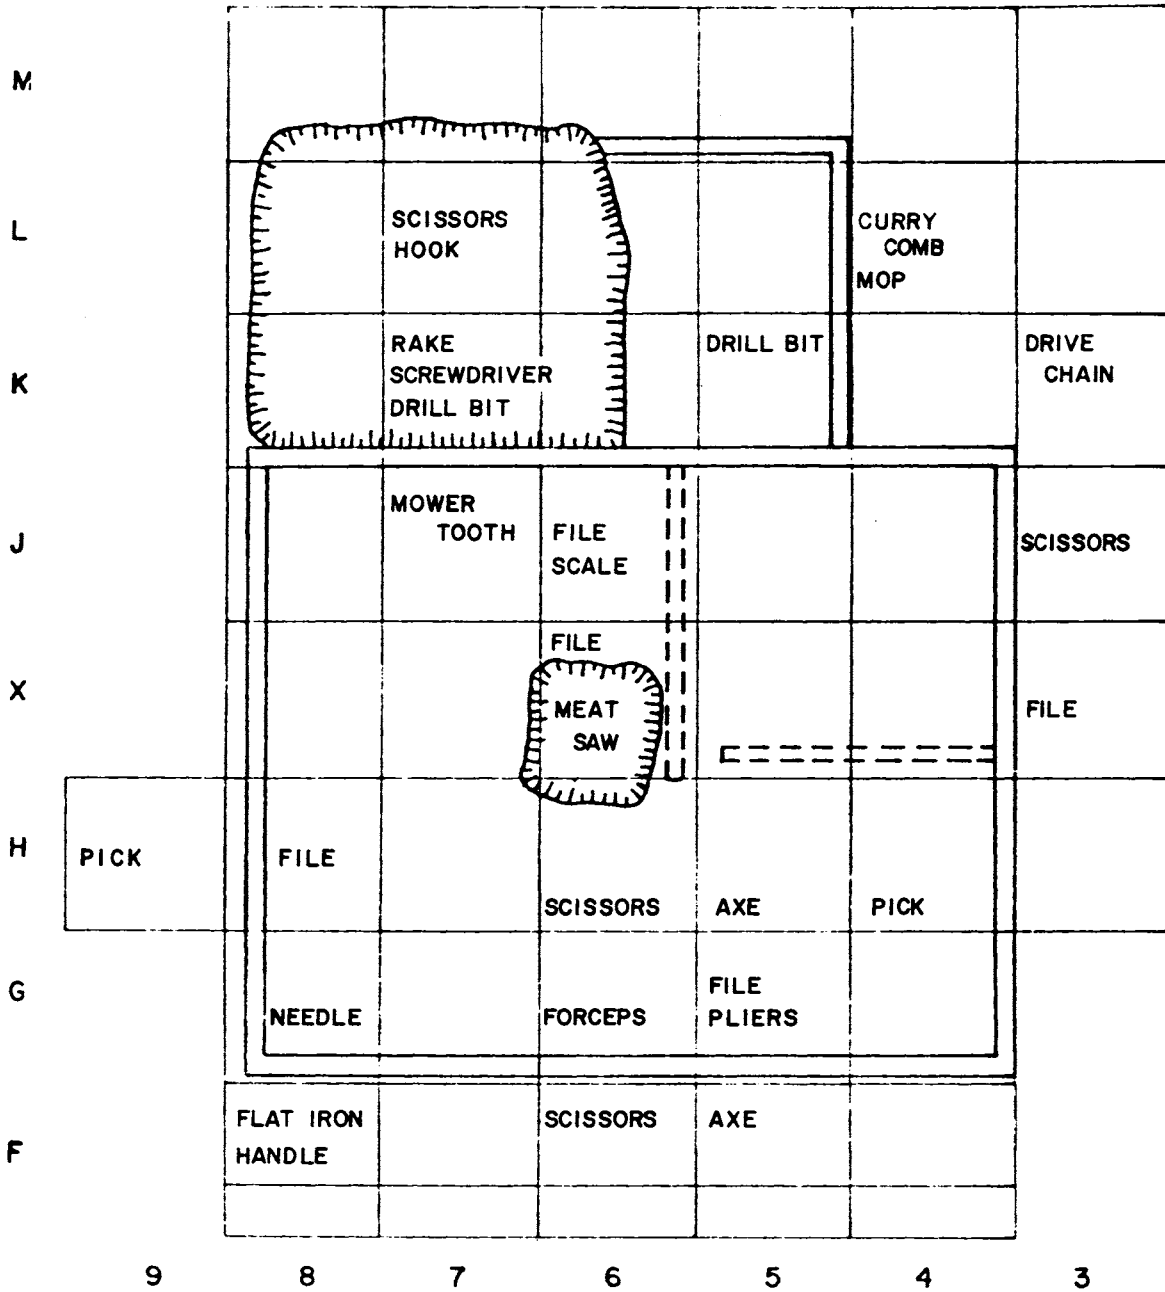 M
L
SCISSORS
HOOK
CURRY
COMB
MOP
K
RAKE
SCREWDRIVER
DRILL BIT
DRILL BIT
DRIVE
CHAIN
J
MOWER
TOOTH
FILE
SCALE
SCISSORS
X
FILE
MEAT
SAW
FILE
H
PICK
FILE
SCISSORS
AXE
PICK
G
NEEDLE
FORCEPS
FILE
PLIERS
F
FLAT IRON
HANDLE
SCISSORS
AXE
9 8 7 6 5 4 3